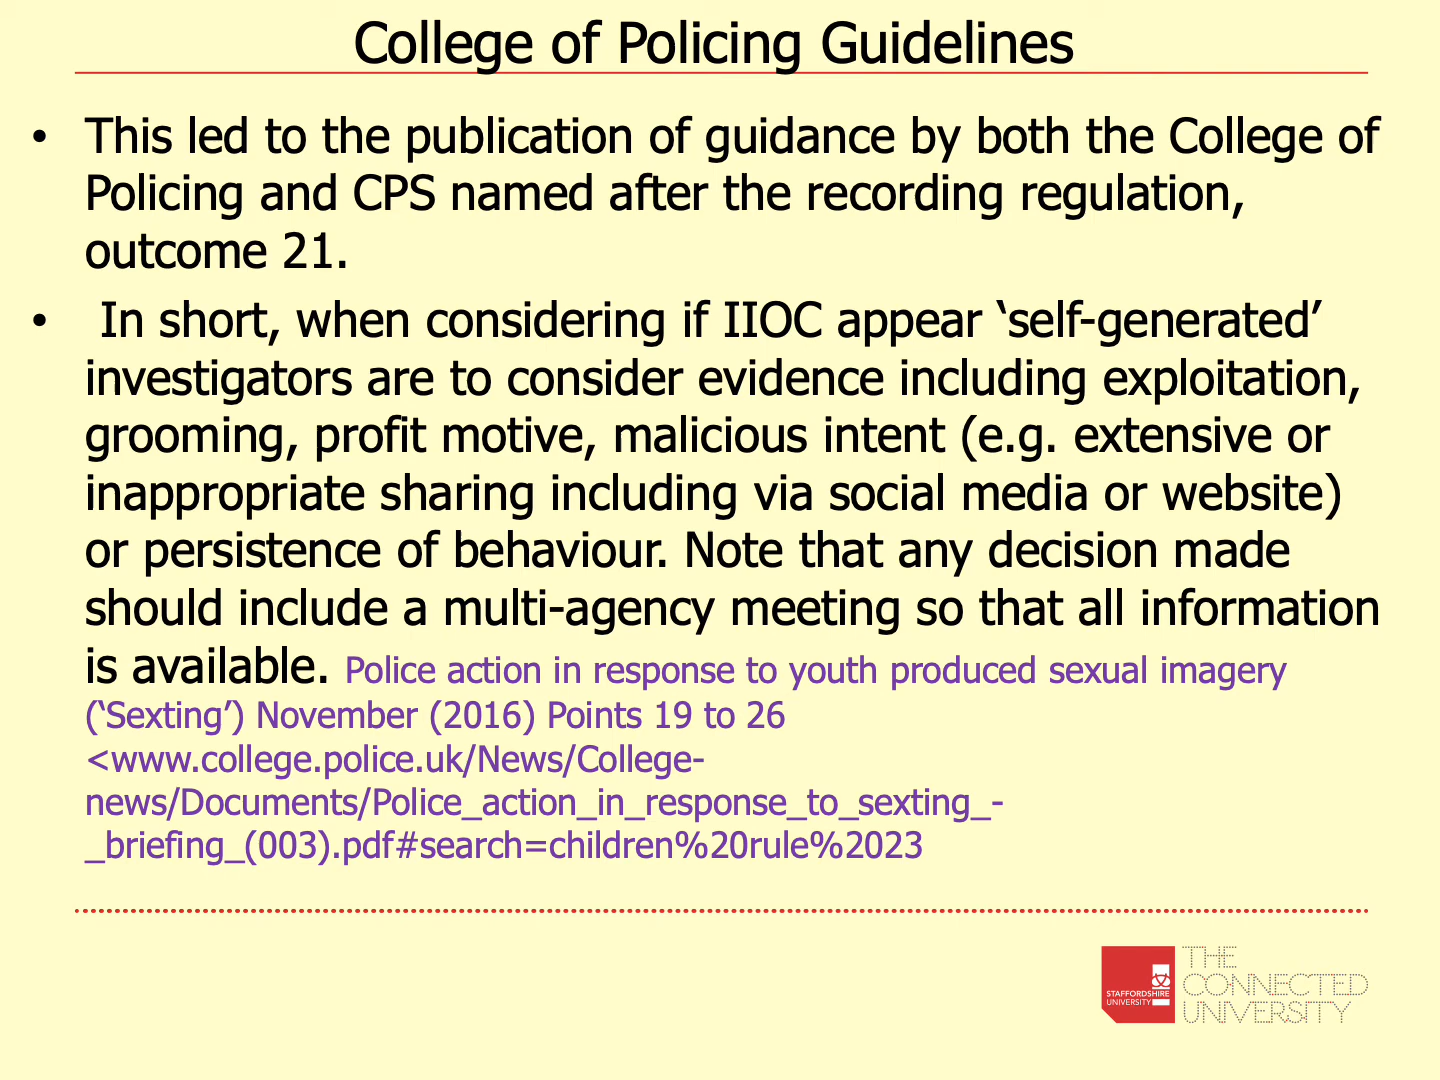 College of Policing Guidelines
• This led to the publication of guidance by both the College of
Policing and CPS named after the recording regulation,
outcome 21.
• In short, when considering if IIOC appear ‘self-generated’
investigators are to consider evidence including exploitation,
grooming, profit motive, malicious intent (e.g. extensive or
inappropriate sharing including via social media or website)
or persistence of behaviour. Note that any decision made
should include a multi-agency meeting so that all information
is available. Police action in response to youth produced sexual imagery
(‘Sexting’) November (2016) Points 19 to 26
<www.college.police.uk/News/College-
news/Documents/Police_action_in_response_to_sexting_-
_briefing_(003).pdf#search=children%20rule%2023
STAFFORDSHIRE
UNIVERSITY
THE
CONNECTED
UNIVERSITY